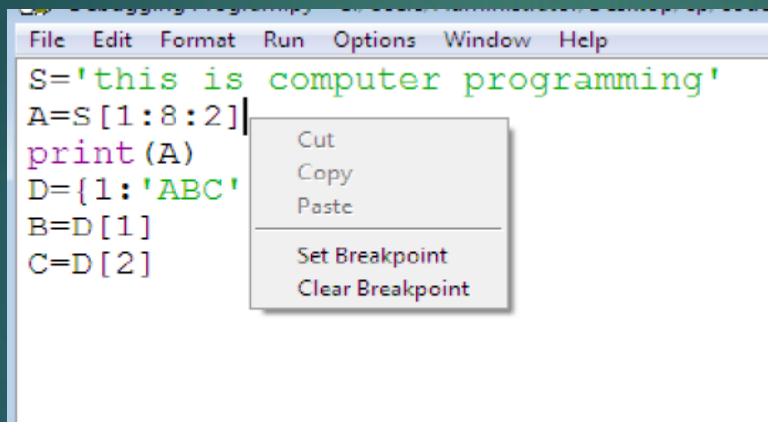 File Edit Format Run Options Window Help
S='this is computer programming'
A=S[1:8:2]
print(A)
D={1:'ABC'
B=D[1]
C=D[2]
Cut
Copy
Paste
Set Breakpoint
Clear Breakpoint